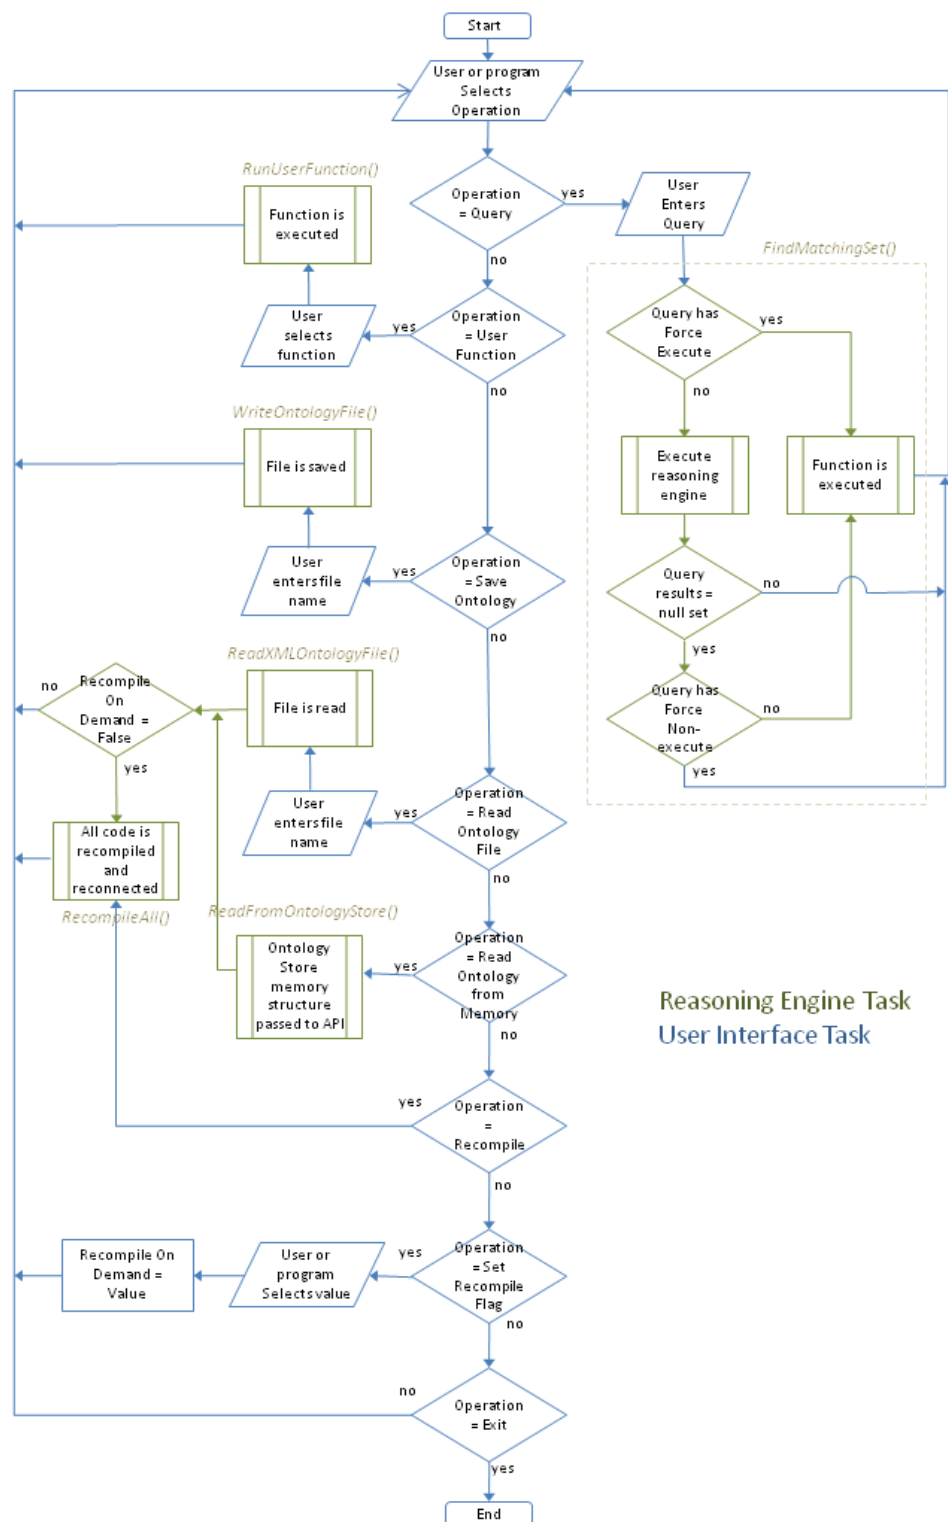 Start
User or program
Selects
Operation
RunUserFunction()
Function is
executed
Operation
= Query
yes
User
Enters
Query
no
FindMatchingSet()
User
selects
function
yes
Operation
= User
Function
no
Query has
Force
Execute
yes
no
WriteOntologyFile()
File is saved
Execute
reasoning
engine
Function is
executed
User
entersfile
name
yes
Operation
= Save
Ontology
no
Query
results =
null set
no
yes
ReadXMLOntologyFile()
no
Recompile
On
Demand =
False
yes
File is read
Query has
Force
Non-
execute
no
yes
User
entersfile
name
yes
Operation
= Read
Ontology
File
no
All code is
recompiled
and
reconnected
RecompileAll()
ReadFromOntologyStore()
Ontology
Store
memory
structure
passed to API
yes
Operation
= Read
Ontology
from
Memory
no
Reasoning Engine Task
User Interface Task
yes
Operation
=
Recompile
no
Recompile On
Demand =
Value
User or
program
Selects value
yes
Operation
= Set
Recompile
Flag
no
no
Operation
= Exit
yes
End